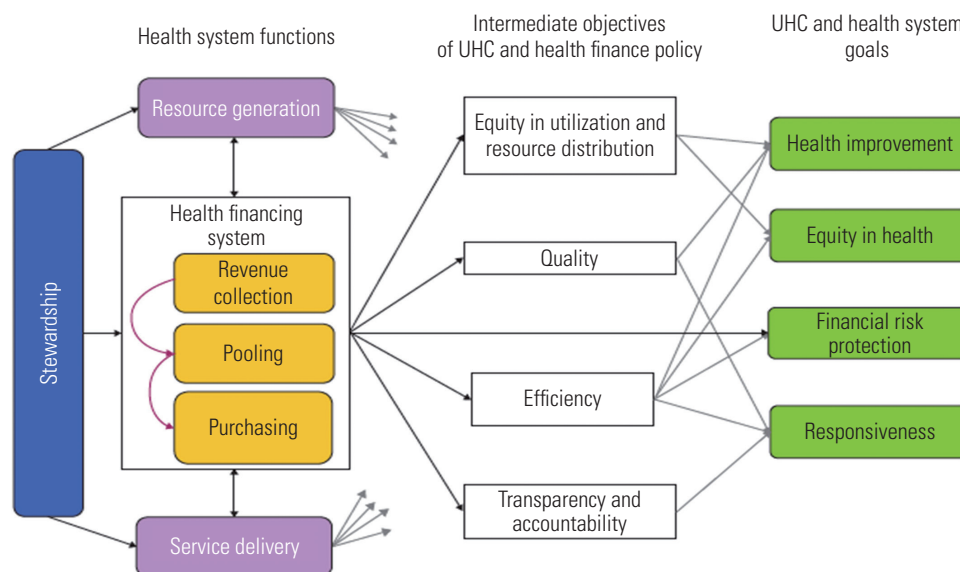 Health system functions
Intermediate objectives
of UHC and health finance policy
UHC and health system
goals
Stewardship
Resource generation
Health financing
system
Revenue
collection
Pooling
Purchasing
Service delivery
Equity in utilization and
resource distribution
Quality
Efficiency
Transparency and
accountability
Health improvement
Equity in health
Financial risk
protection
Responsiveness